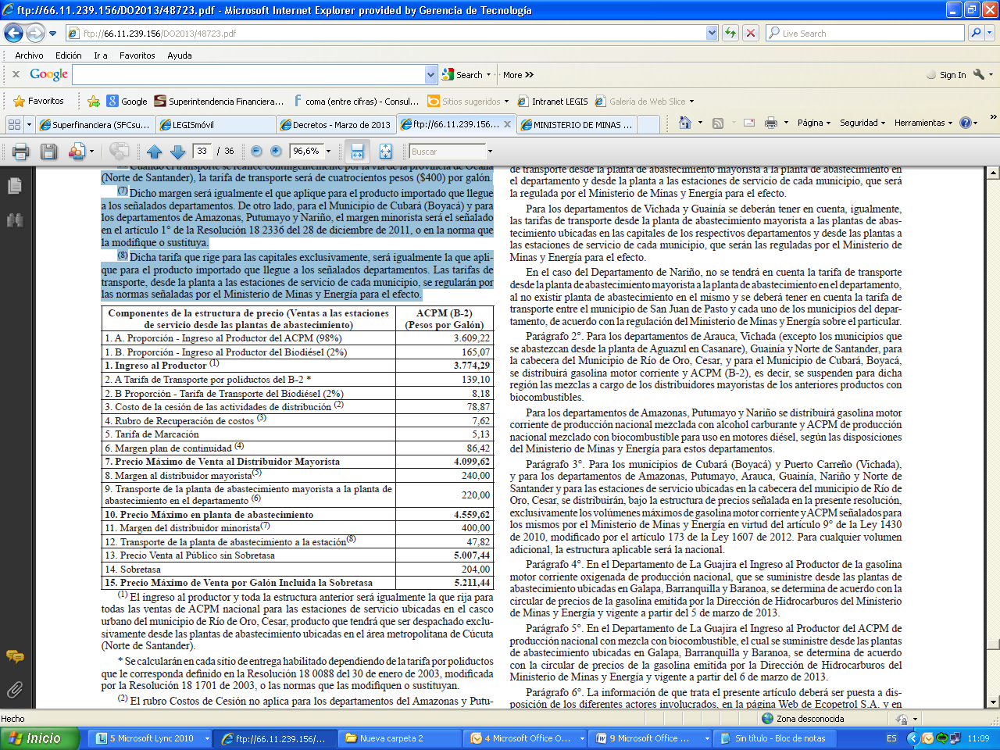 ftp://66.11.239.156/DO2013/48723.pdf - Microsoft Internet Explorer provided by Gerencia de Tecnología
ftp://66.11.239.156/DO2013/48723.pdf
Live Search
Archivo Edición Ir a Favoritos Ayuda
x Google Search More >> Sign In
Favoritos Google Superintendencia Financiera... coma (entre cifras) - Consul... Sitios sugeridos Intranet LEGIS Galería de Web Slice
Superfinanciera (SFCsu... LEGISmóvil Decretos - Marzo de 2013 ftp://66.11.239.156... MINISTERIO DE MINAS ... Página Seguridad Herramientas
33 / 36 96,6% Buscar
Cuando el transporte se realice contingentemente por la vía de la provincia de Ocaña
(Norte de Santander), la tarifa de transporte será de cuatrocientos pesos ($400) por galón.
(7) Dicho margen será igualmente el que aplique para el producto importado que llegue
a los señalados departamentos. De otro lado, para el Municipio de Cubará (Boyacá) y para
los departamentos de Amazonas, Putumayo y Nariño, el margen minorista será el señalado
en el artículo 1° de la Resolución 18 2336 del 28 de diciembre de 2011, o en la norma que
la modifique o sustituya.
(8) Dicha tarifa que rige para las capitales exclusivamente, será igualmente la que apli-
que para el producto importado que llegue a los señalados departamentos. Las tarifas de
transporte, desde la planta a las estaciones de servicio de cada municipio, se regularán por
las normas señaladas por el Ministerio de Minas y Energía para el efecto.
Componentes de la estructura de precio (Ventas a las estaciones
de servicio desde las plantas de abastecimiento)
ACPM (B-2)
(Pesos por Galón)
1. A. Proporción - Ingreso al Productor del ACPM (98%) 3.609,22
1. B. Proporción - Ingreso al Productor del Biodiésel (2%) 165,07
1. Ingreso al Productor (1) 3.774,29
2. A Tarifa de Transporte por poliductos del B-2 * 139,10
2. B Proporción - Tarifa de Transporte del Biodiésel (2%) 8,18
3. Costo de la cesión de las actividades de distribución (2) 78,87
4. Rubro de Recuperación de costos (3) 7,62
5. Tarifa de Marcación 5,13
6. Margen plan de continuidad (4) 86,42
7. Precio Máximo de Venta al Distribuidor Mayorista 4.099,62
8. Margen al distribuidor mayorista(5) 240,00
9. Transporte de la planta de abastecimiento mayorista a la planta de
abastecimiento en el departamento (6) 220,00
10. Precio Máximo en planta de abastecimiento 4.559,62
11. Margen del distribuidor minorista(7) 400,00
12. Transporte de la planta de abastecimiento a la estación(8) 47,82
13. Precio Venta al Público sin Sobretasa 5.007,44
14. Sobretasa 204,00
15. Precio Máximo de Venta por Galón Incluida la Sobretasa 5.211,44
(1) El ingreso al productor y toda la estructura anterior será igualmente la que rija para
todas las ventas de ACPM nacional para las estaciones de servicio ubicadas en el casco
urbano del municipio de Río de Oro, Cesar, producto que tendrá que ser despachado exclu-
sivamente desde las plantas de abastecimiento ubicadas en el área metropolitana de Cúcuta
(Norte de Santander).
* Se calcularán en cada sitio de entrega habilitado dependiendo de la tarifa por poliductos
que le corresponda definido en la Resolución 18 0088 del 30 de enero de 2003, modificada
por la Resolución 18 1701 de 2003, o las normas que las modifiquen o sustituyan.
(2) El rubro Costos de Cesión no aplica para los departamentos del Amazonas y Putu-
de transporte desde la planta de abastecimiento mayorista a la planta de abastecimiento en
el departamento y desde la planta a las estaciones de servicio de cada municipio, que será
la regulada por el Ministerio de Minas y Energía para el efecto.
Para los departamentos de Vichada y Guainía se deberán tener en cuenta, igualmente,
las tarifas de transporte desde la planta de abastecimiento mayorista a las plantas de abas-
tecimiento ubicadas en las capitales de los respectivos departamentos y desde las plantas a
las estaciones de servicio de cada municipio, que serán las reguladas por el Ministerio de
Minas y Energía para el efecto.
En el caso del Departamento de Nariño, no se tendrá en cuenta la tarifa de transporte
desde la planta de abastecimiento mayorista a la planta de abastecimiento en el departamento,
al no existir planta de abastecimiento en el mismo y se deberá tener en cuenta la tarifa de
transporte entre el municipio de San Juan de Pasto y cada uno de los municipios del depar-
tamento, de acuerdo con la regulación del Ministerio de Minas y Energía sobre el particular.
Parágrafo 2°. Para los departamentos de Arauca, Vichada (excepto los municipios que
se abastezcan desde la planta de Aguazul en Casanare), Guainía y Norte de Santander, para
la cabecera del Municipio de Río de Oro, Cesar, y para el Municipio de Cubará, Boyacá,
se distribuirá gasolina motor corriente y ACPM (B-2), es decir, se suspenden para dicha
región las mezclas a cargo de los distribuidores mayoristas de los anteriores productos con
biocombustibles.
Para los departamentos de Amazonas, Putumayo y Nariño se distribuirá gasolina motor
corriente de producción nacional mezclada con alcohol carburante y ACPM de producción
nacional mezclado con biocombustible para uso en motores diésel, según las disposiciones
del Ministerio de Minas y Energía para estos departamentos.
Parágrafo 3°. Para los municipios de Cubará (Boyacá) y Puerto Carreño (Vichada),
y para los departamentos de Amazonas, Putumayo, Arauca, Guainía, Nariño y Norte de
Santander y para las estaciones de servicio ubicadas en la cabecera del municipio de Río de
Oro, Cesar, se distribuirán, bajo la estructura de precios señalada en la presente resolución,
exclusivamente los volúmenes máximos de gasolina motor corriente y ACPM señalados para
los mismos por el Ministerio de Minas y Energía en virtud del artículo 9° de la Ley 1430
de 2010, modificado por el artículo 173 de la Ley 1607 de 2012. Para cualquier volumen
adicional, la estructura aplicable será la nacional.
Parágrafo 4°. En el Departamento de La Guajira el Ingreso al Productor de la gasolina
motor corriente oxigenada de producción nacional, que se suministre desde las plantas de
abastecimiento ubicadas en Galapa, Barranquilla y Baranoa, se determina de acuerdo con la
circular de precios de la gasolina emitida por la Dirección de Hidrocarburos del Ministerio
de Minas y Energía y vigente a partir del 5 de marzo de 2013.
Parágrafo 5°. En el Departamento de La Guajira el Ingreso al Productor del ACPM de
producción nacional con mezcla con biocombustible, el cual se suministre desde las plantas
de abastecimiento ubicadas en Galapa, Barranquilla y Baranoa, se determina de acuerdo
con la circular de precios de la gasolina emitida por la Dirección de Hidrocarburos del
Ministerio de Minas y Energía y vigente a partir del 6 de marzo de 2013.
Parágrafo 6°. La información de que trata el presente artículo deberá ser puesta a dis-
posición de los diferentes actores involucrados, en la página Web de Ecopetrol S.A. y en
Hecho Zona desconocida
Inicio 5 Microsoft Lync 2010 ftp://66.11.239.156/... Nueva carpeta 2 4 Microsoft Office O... 9 Microsoft Office ... Sin título - Bloc de notas ES 11:09